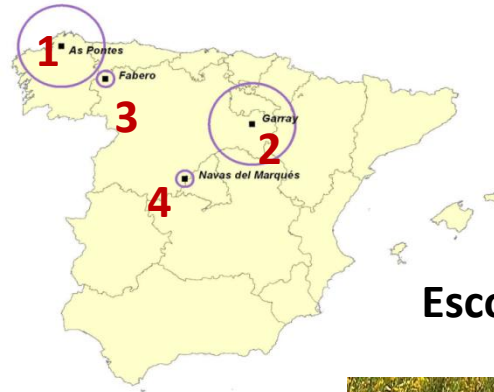 1
As Pontes
Fabero
3
Garray
2
Navas del Marqués
4
Esco